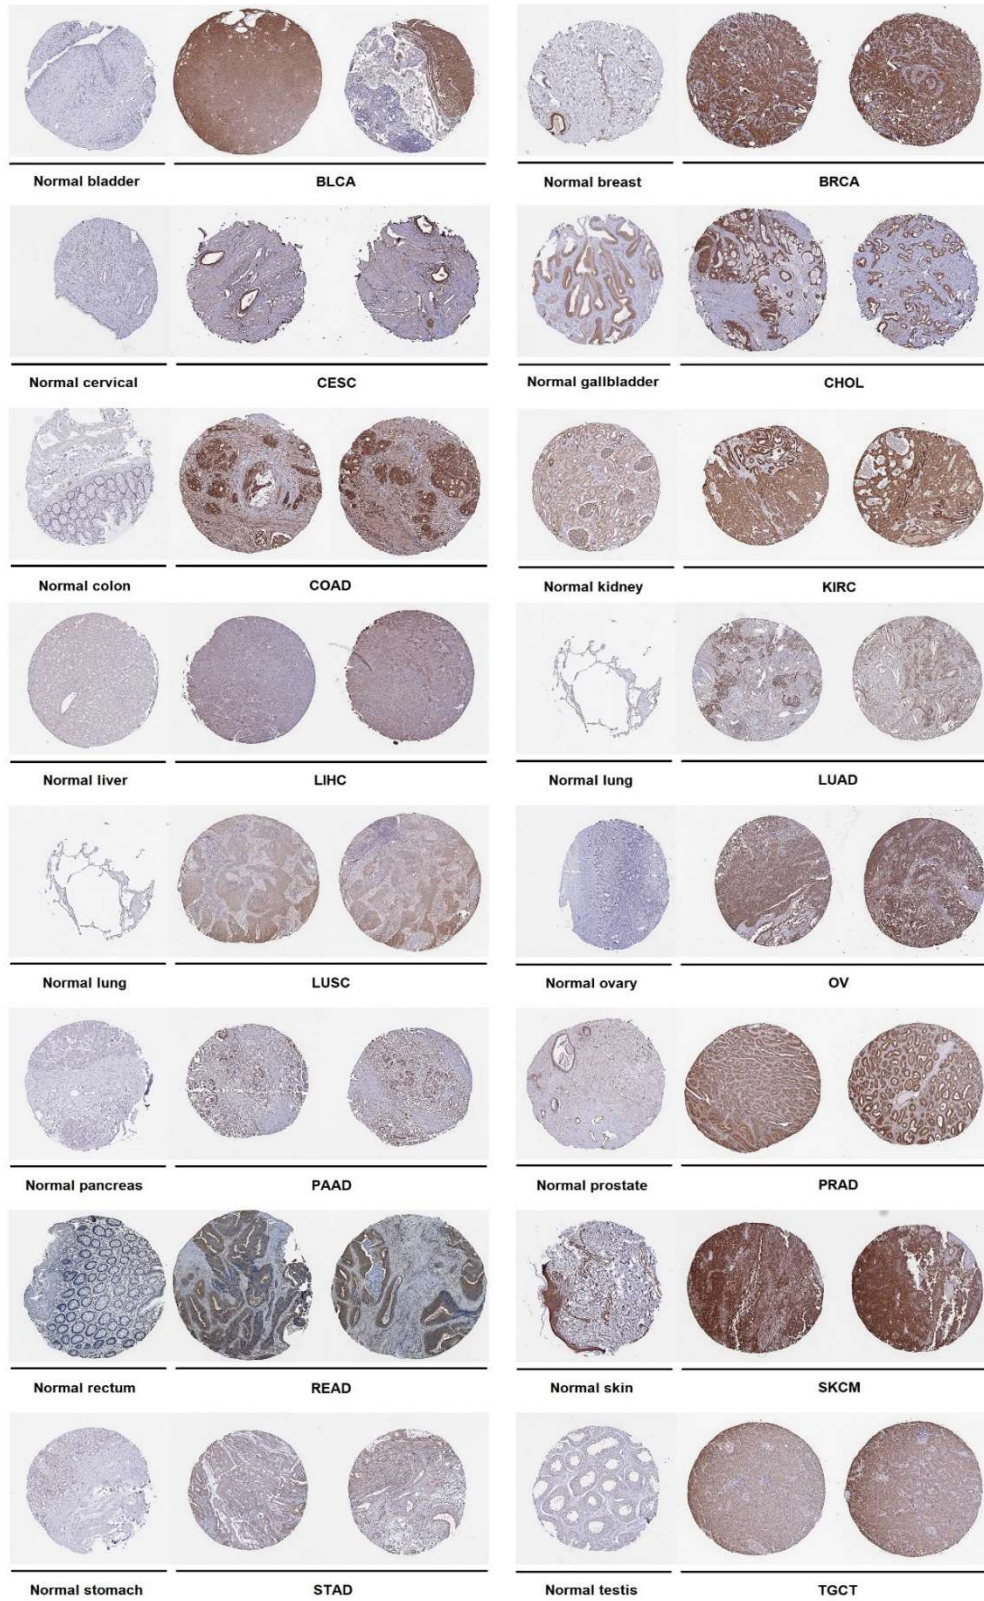 Normal bladder BLCA Normal breast BRCA
Normal cervical CESC Normal gallbladder CHOL
Normal colon COAD Normal kidney KIRC
Normal liver LIHC Normal lung LUAD
Normal lung LUSC Normal ovary OV
Normal pancreas PAAD Normal prostate PRAD
Normal rectum READ Normal skin SKCM
Normal stomach STAD Normal testis TGCT